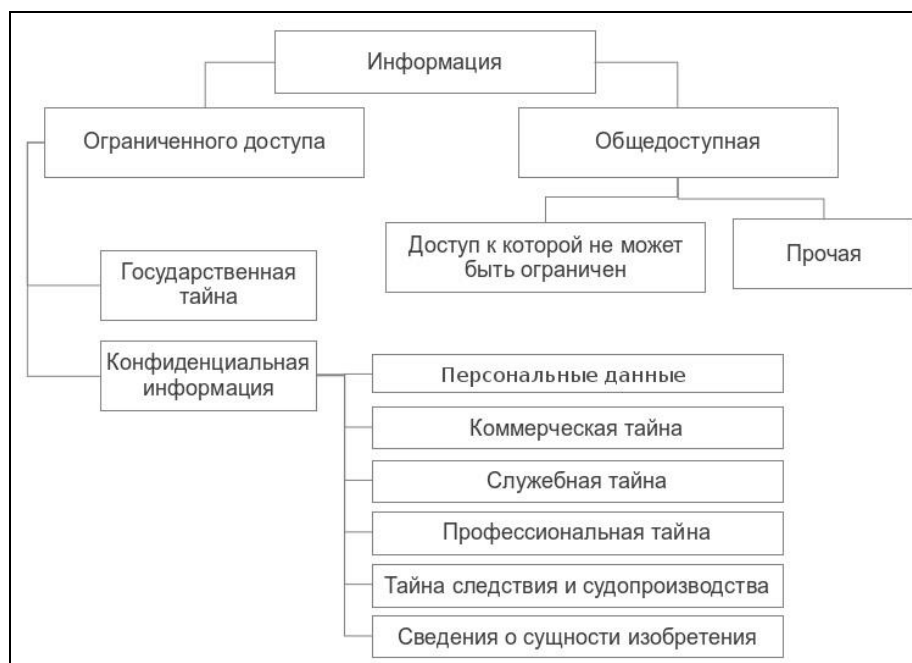 Информация
Ограниченного доступа
Общедоступная
Доступ к которой не может
быть ограничен
Прочая
Государственная
тайна
Конфиденциальная
информация
Персональные данные
Коммерческая тайна
Служебная тайна
Профессиональная тайна
Тайна следствия и судопроизводства
Сведения о сущности изобретения